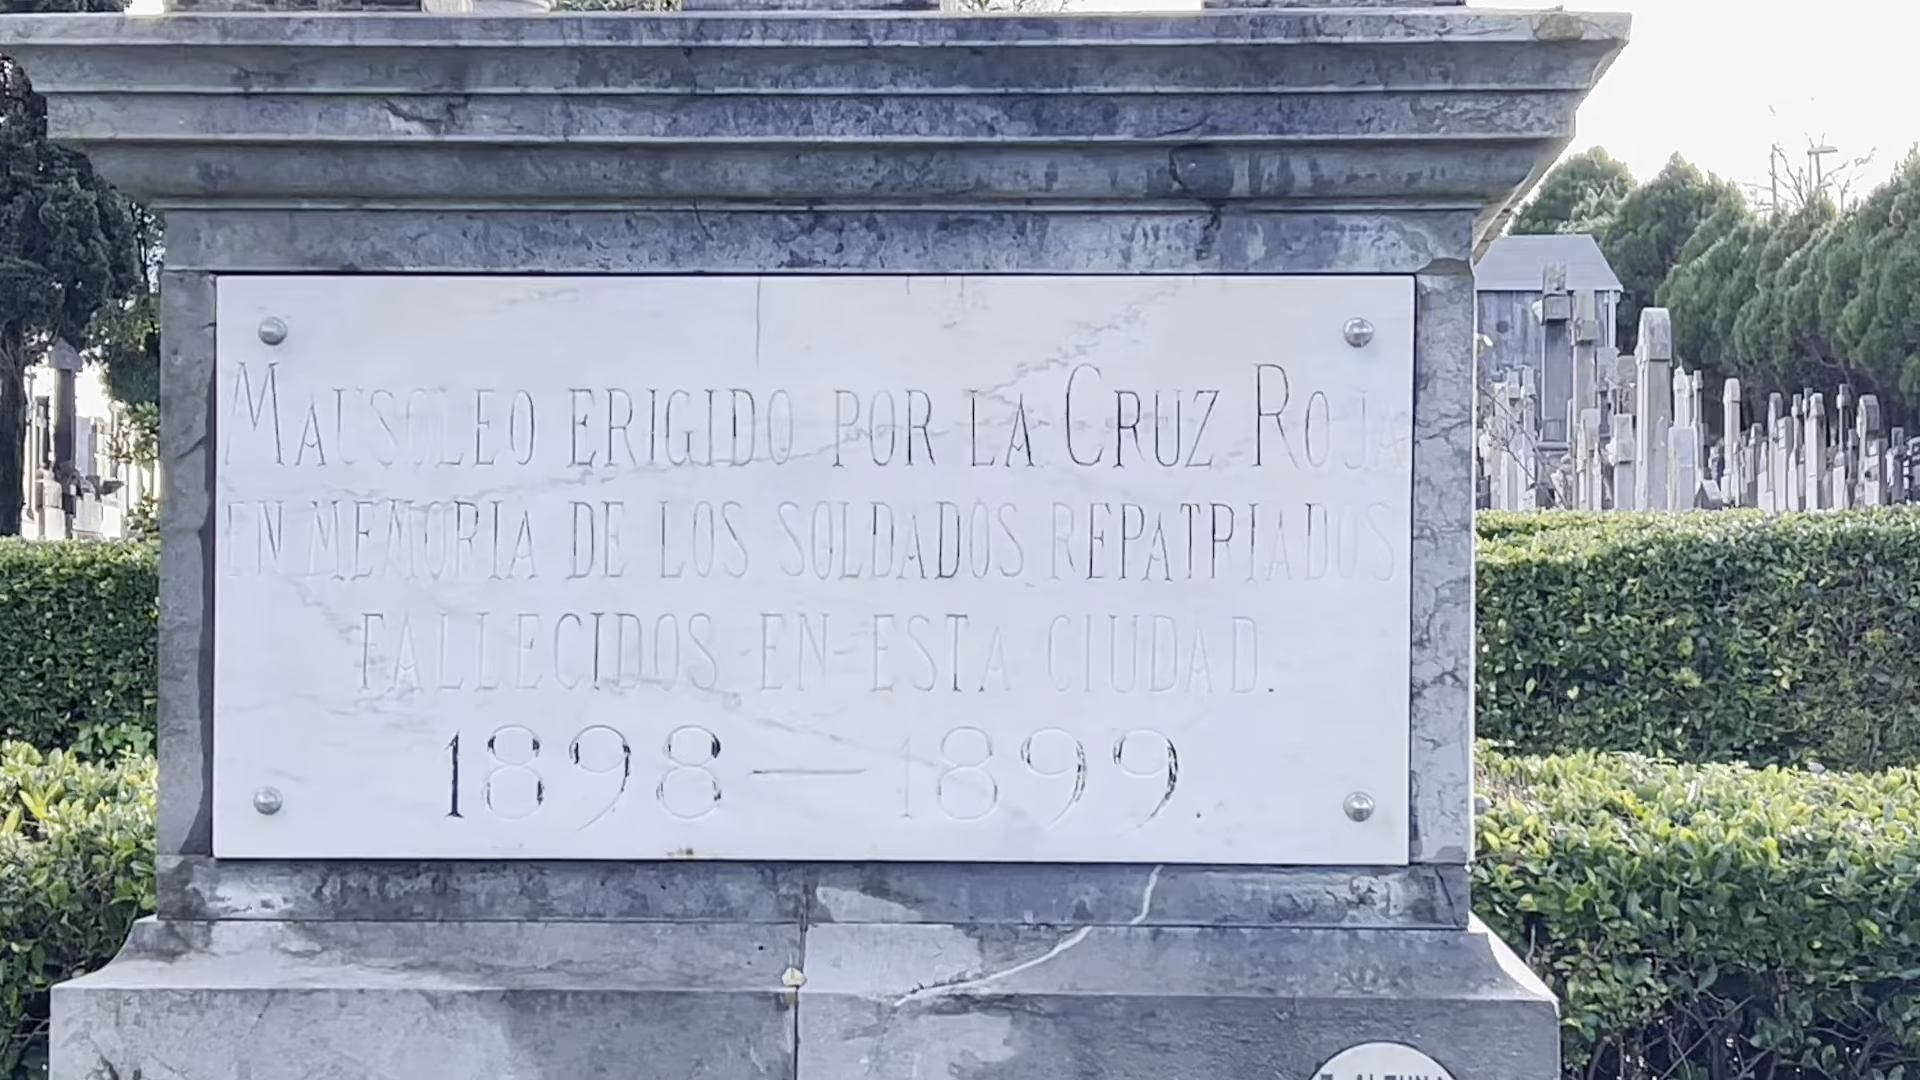 MAUSOLEO ERIGIDO POR LA CRUZ ROJA
EN MEMORIA DE LOS SOLDADOS REPATRIADOS
FALLECIDOS EN ESTA CIUDAD.
1898 — 1899.